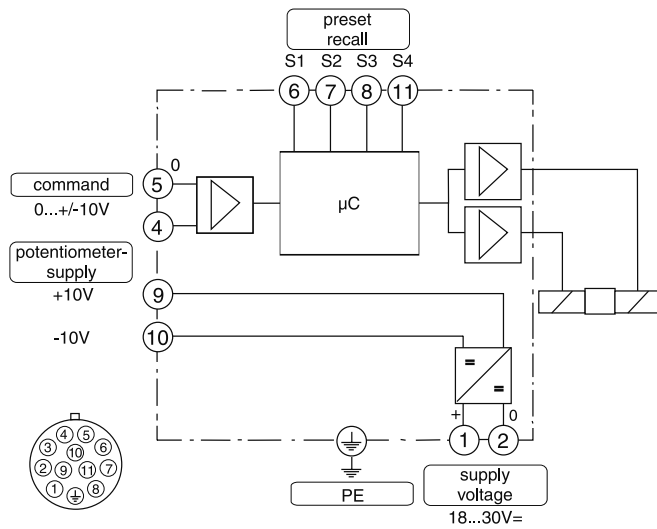 preset
recall
S1 S2 S3 S4
6 7 8 11
5 0
command
0...+/-10V
4
µC
potentiometer-
supply
+10V
9
-10V
10
=
=
+ 0
1 2
supply
voltage
18...30V=
PE
4 5
3 10 6
2 9 11 7
1 8